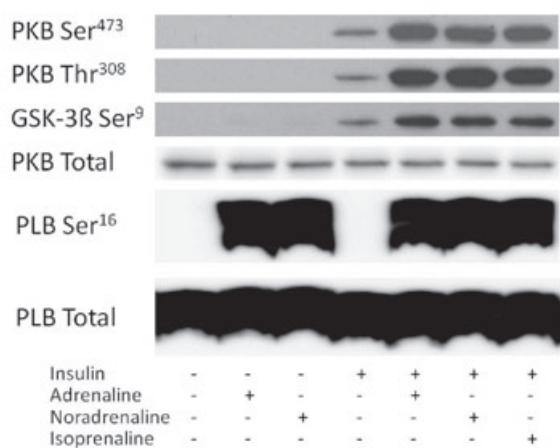 PKB Ser⁴⁷³
PKB Thr³⁰⁸
GSK-3ß Ser⁹
PKB Total
PLB Ser¹⁶
PLB Total
Insulin - - - + + + +
Adrenaline - + - - + - -
Noradrenaline - - + - - + -
Isoprenaline - - - - - - +